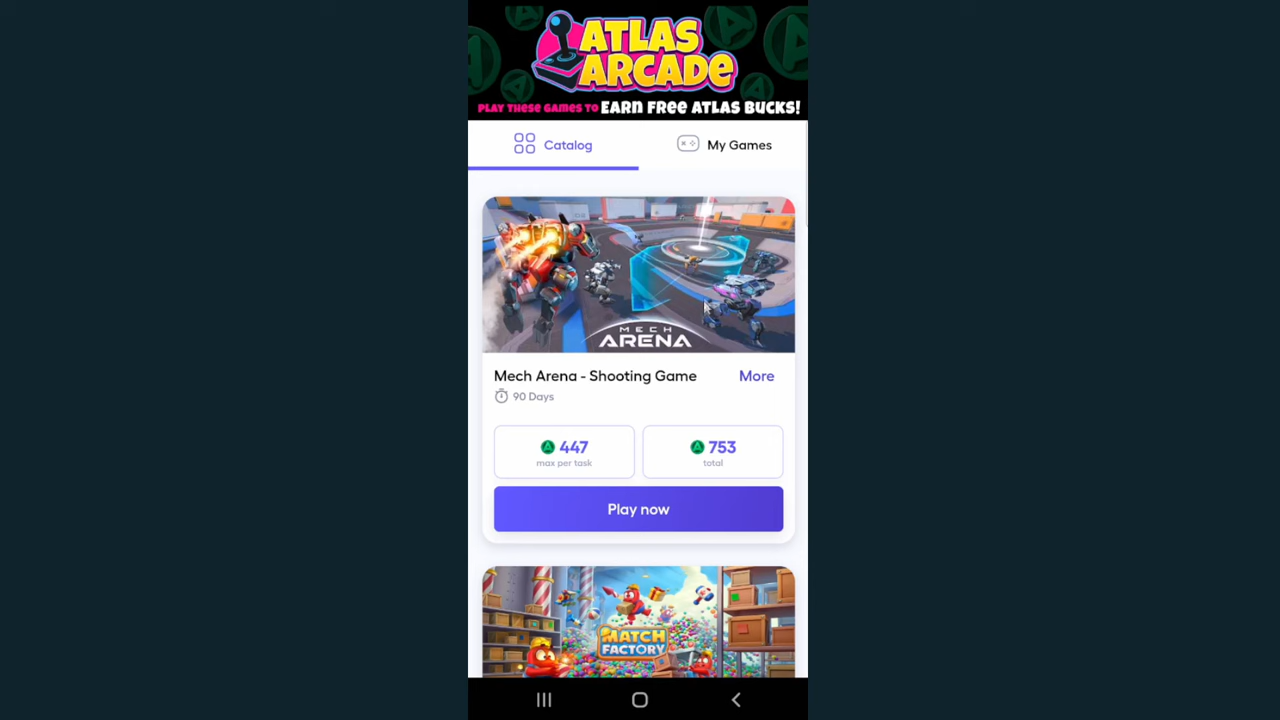 ATLAS
ARCADE
PLAY THESE GAMES TO EARN FREE ATLAS BUCKS!
Catalog
My Games
MECH
ARENA
Mech Arena - Shooting Game
More
90 Days
447
753
max per task
total
Play now
MATCH
FACTORY